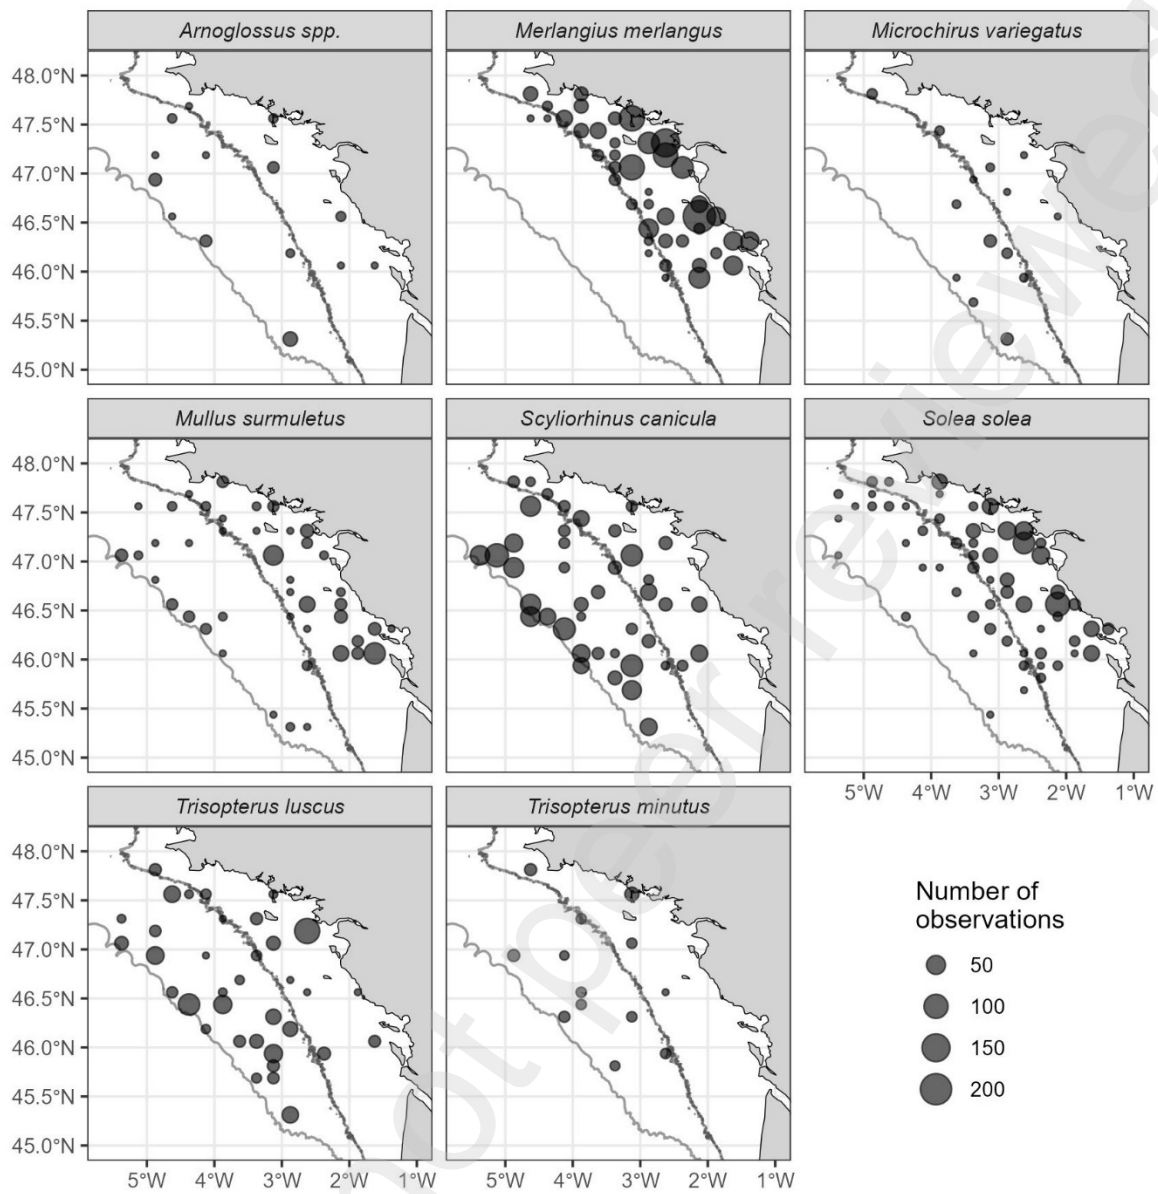 Arnoglossus spp. Merlangius merlangus Microchirus variegatus
48.0°N
47.5°N
47.0°N
46.5°N
46.0°N
45.5°N
45.0°N
Mullus surmuletus Scyliorhinus canicula Solea solea
48.0°N
47.5°N
47.0°N
46.5°N
46.0°N
45.5°N
45.0°N
5°W 4°W 3°W 2°W 1°W
Trisopterus luscus Trisopterus minutus
48.0°N
47.5°N
47.0°N
46.5°N
46.0°N
45.5°N
45.0°N
5°W 4°W 3°W 2°W 1°W 5°W 4°W 3°W 2°W 1°W
Number of
observations
50
100
150
200
not peer reviewed